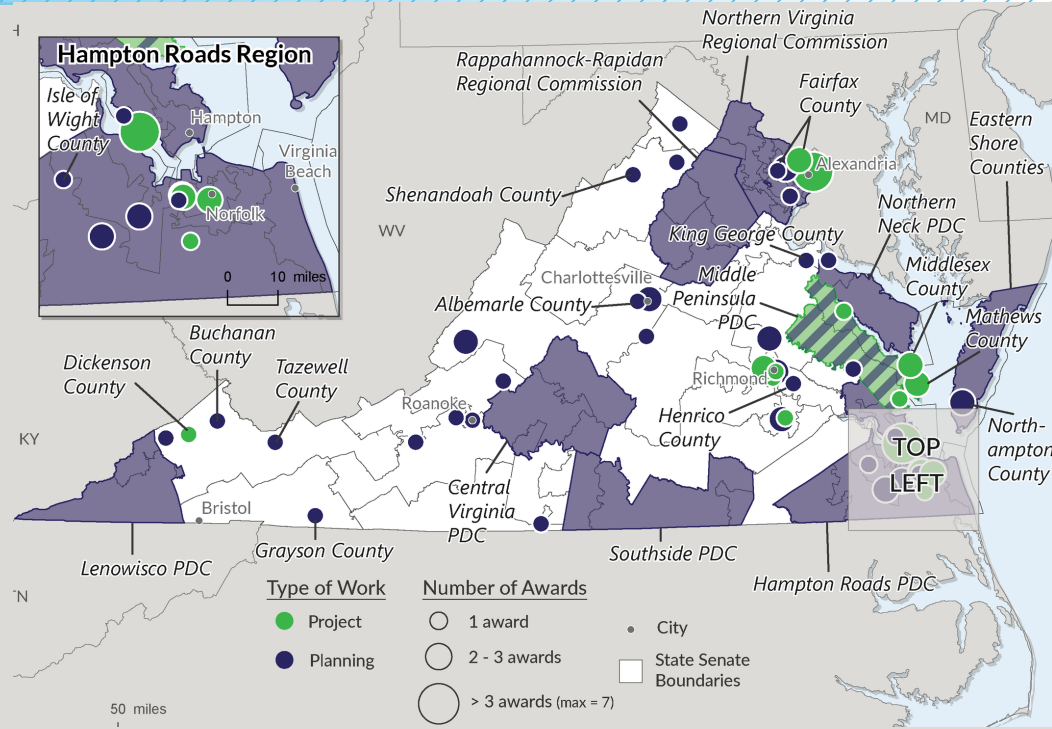 Hampton Roads Region
Isle of
Wight
County
Hampton
Virginia
Beach
Norfolk
0 10 miles
Northern Virginia
Regional Commission
Rappahannock-Rapidan
Regional Commission
Fairfax
County
MD
Eastern
Shore
Counties
Alexandria
Shenandoah County
Northern
Neck PDC
WV
King George County
Charlottesville
Middle
Peninsula
PDC
Middlesex
County
Albemarle County
Mathews
County
Buchanan
County
Dickenson
County
Tazewell
County
Richmond
Roanoke
Henrico
County
North-
ampton
County
KY
TOP
LEFT
Central
Virginia
PDC
Bristol
Grayson County
Southside PDC
Lenowisco PDC
Hampton Roads PDC
Type of Work
Project
Planning
Number of Awards
1 award
2 - 3 awards
> 3 awards (max = 7)
City
State Senate
Boundaries
50 miles